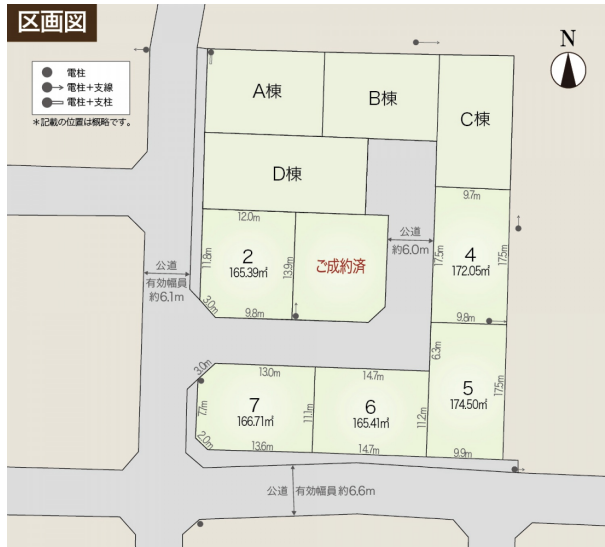 区画図
電柱
電柱＋支線
電柱＋支柱
＊記載の位置は概略です。
N
A棟
B棟
C棟
D棟
9.7m
12.0m
2
165.39㎡
11.8m
13.9m
3.0m
9.8m
ご成約済
公道
約6.0m
17.5m
4
172.05㎡
17.5m
9.8m
公道
有効幅員
約6.1m
3.0m
13.0m
7.7m
7
166.71㎡
11.1m
2.0m
13.6m
14.7m
6
165.41㎡
11.2m
14.7m
6.3m
5
174.50㎡
17.5m
9.9m
公道 有効幅員 約6.6m